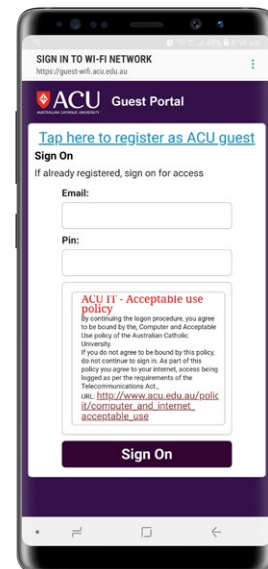 8:54 pm
SIGN IN TO WI-FI NETWORK
https://guest-wifi.acu.edu.au
ACU Guest Portal
AUSTRALIAN CATHOLIC UNIVERSITY
Tap here to register as ACU guest
Sign On
If already registered, sign on for access
Email:
Pin:
ACU IT - Acceptable use
policy
By continuing the logon procedure, you agree
to be bound by the, Computer and Acceptable
Use policy of the Australian Catholic
University.
If you do not agree to be bound by this policy,
do not continue to sign in. As part of this
policy you agree to your internet, access being
logged as per the requirements of the
Telecommunications Act.,
URL: http://www.acu.edu.au/polic
it/computer_and_internet_
acceptable_use
Sign On